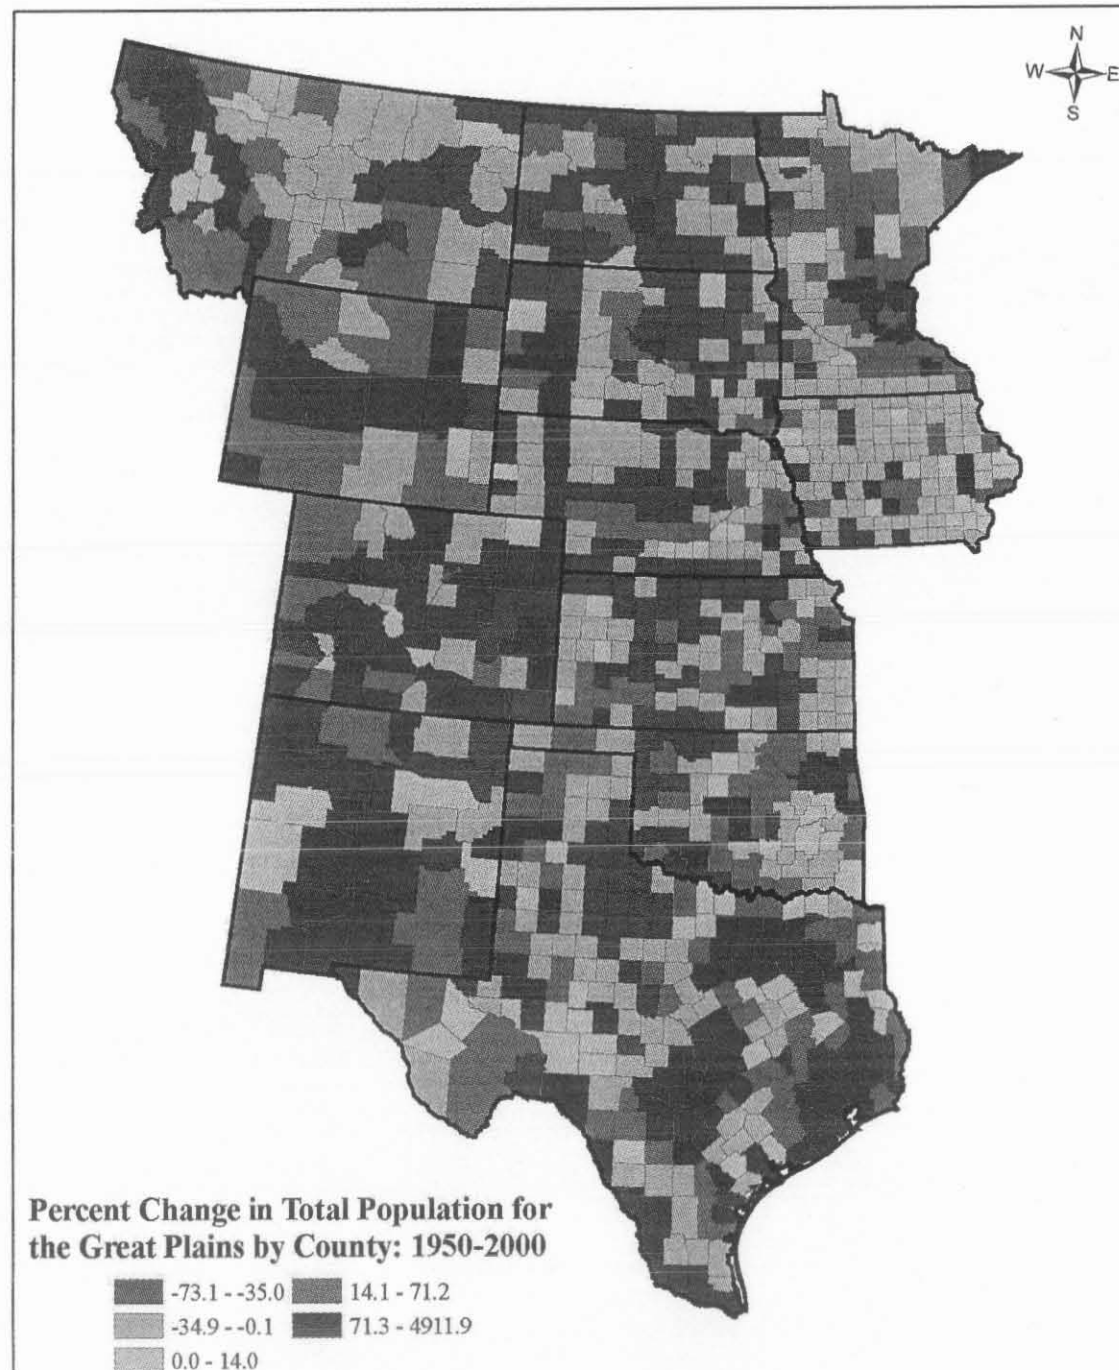 N
W E
S
Percent Change in Total Population for
the Great Plains by County: 1950-2000
-73.1 - -35.0 14.1 - 71.2
-34.9 - -0.1 71.3 - 4911.9
0.0 - 14.0